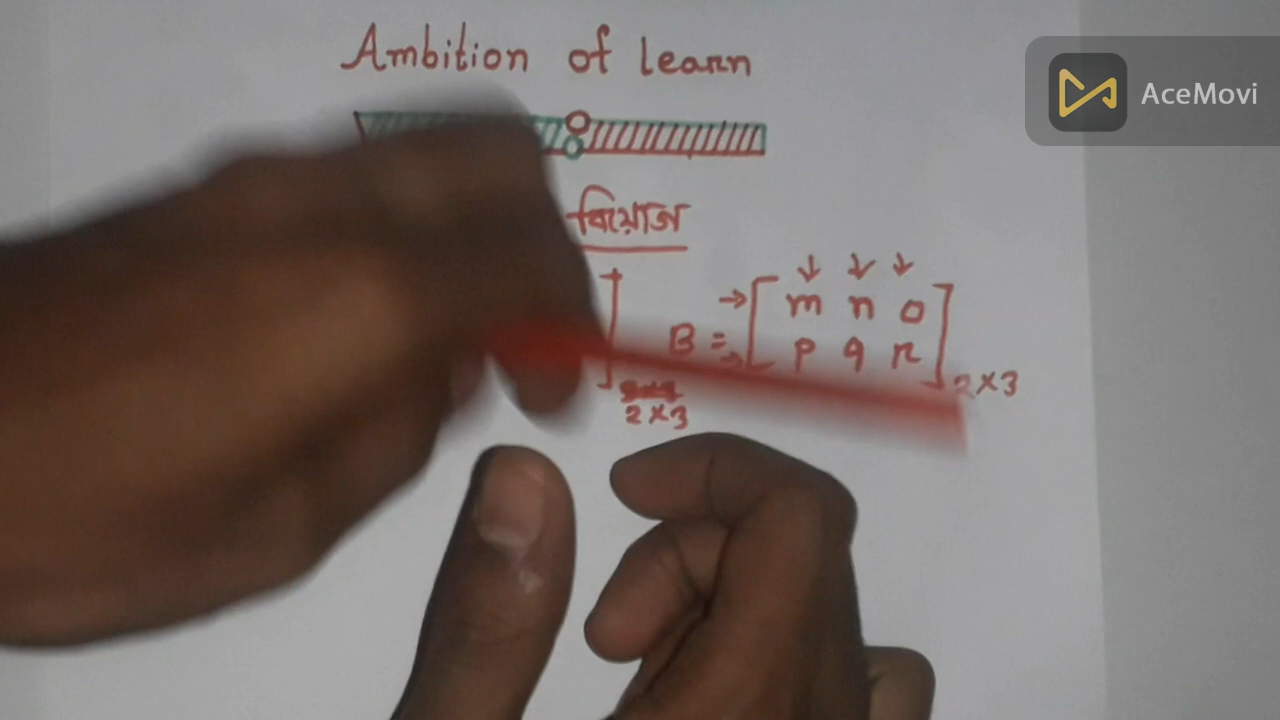 Ambition of learn
AceMovi
বিয়োজ
B = [ m n o
p q r ] 2×3
2×3